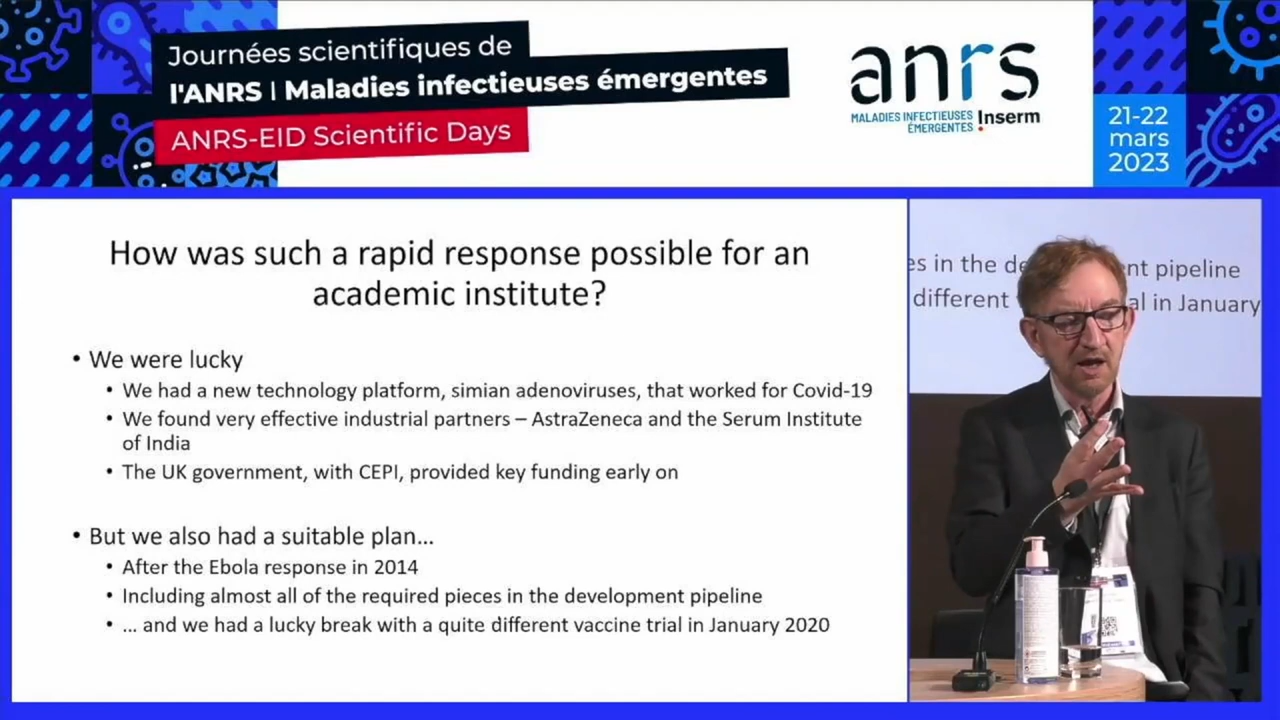 Journées scientifiques de
l'ANRS | Maladies infectieuses émergentes
ANRS-EID Scientific Days
anrs
MALADIES INFECTIEUSES
ÉMERGENTES
Inserm
21-22
mars
2023
How was such a rapid response possible for an
academic institute?
• We were lucky
• We had a new technology platform, simian adenoviruses, that worked for Covid-19
• We found very effective industrial partners – AstraZeneca and the Serum Institute
of India
• The UK government, with CEPI, provided key funding early on
• But we also had a suitable plan...
• After the Ebola response in 2014
• Including almost all of the required pieces in the development pipeline
• ... and we had a lucky break with a quite different vaccine trial in January 2020
es in the de nt pipeline
different al in January